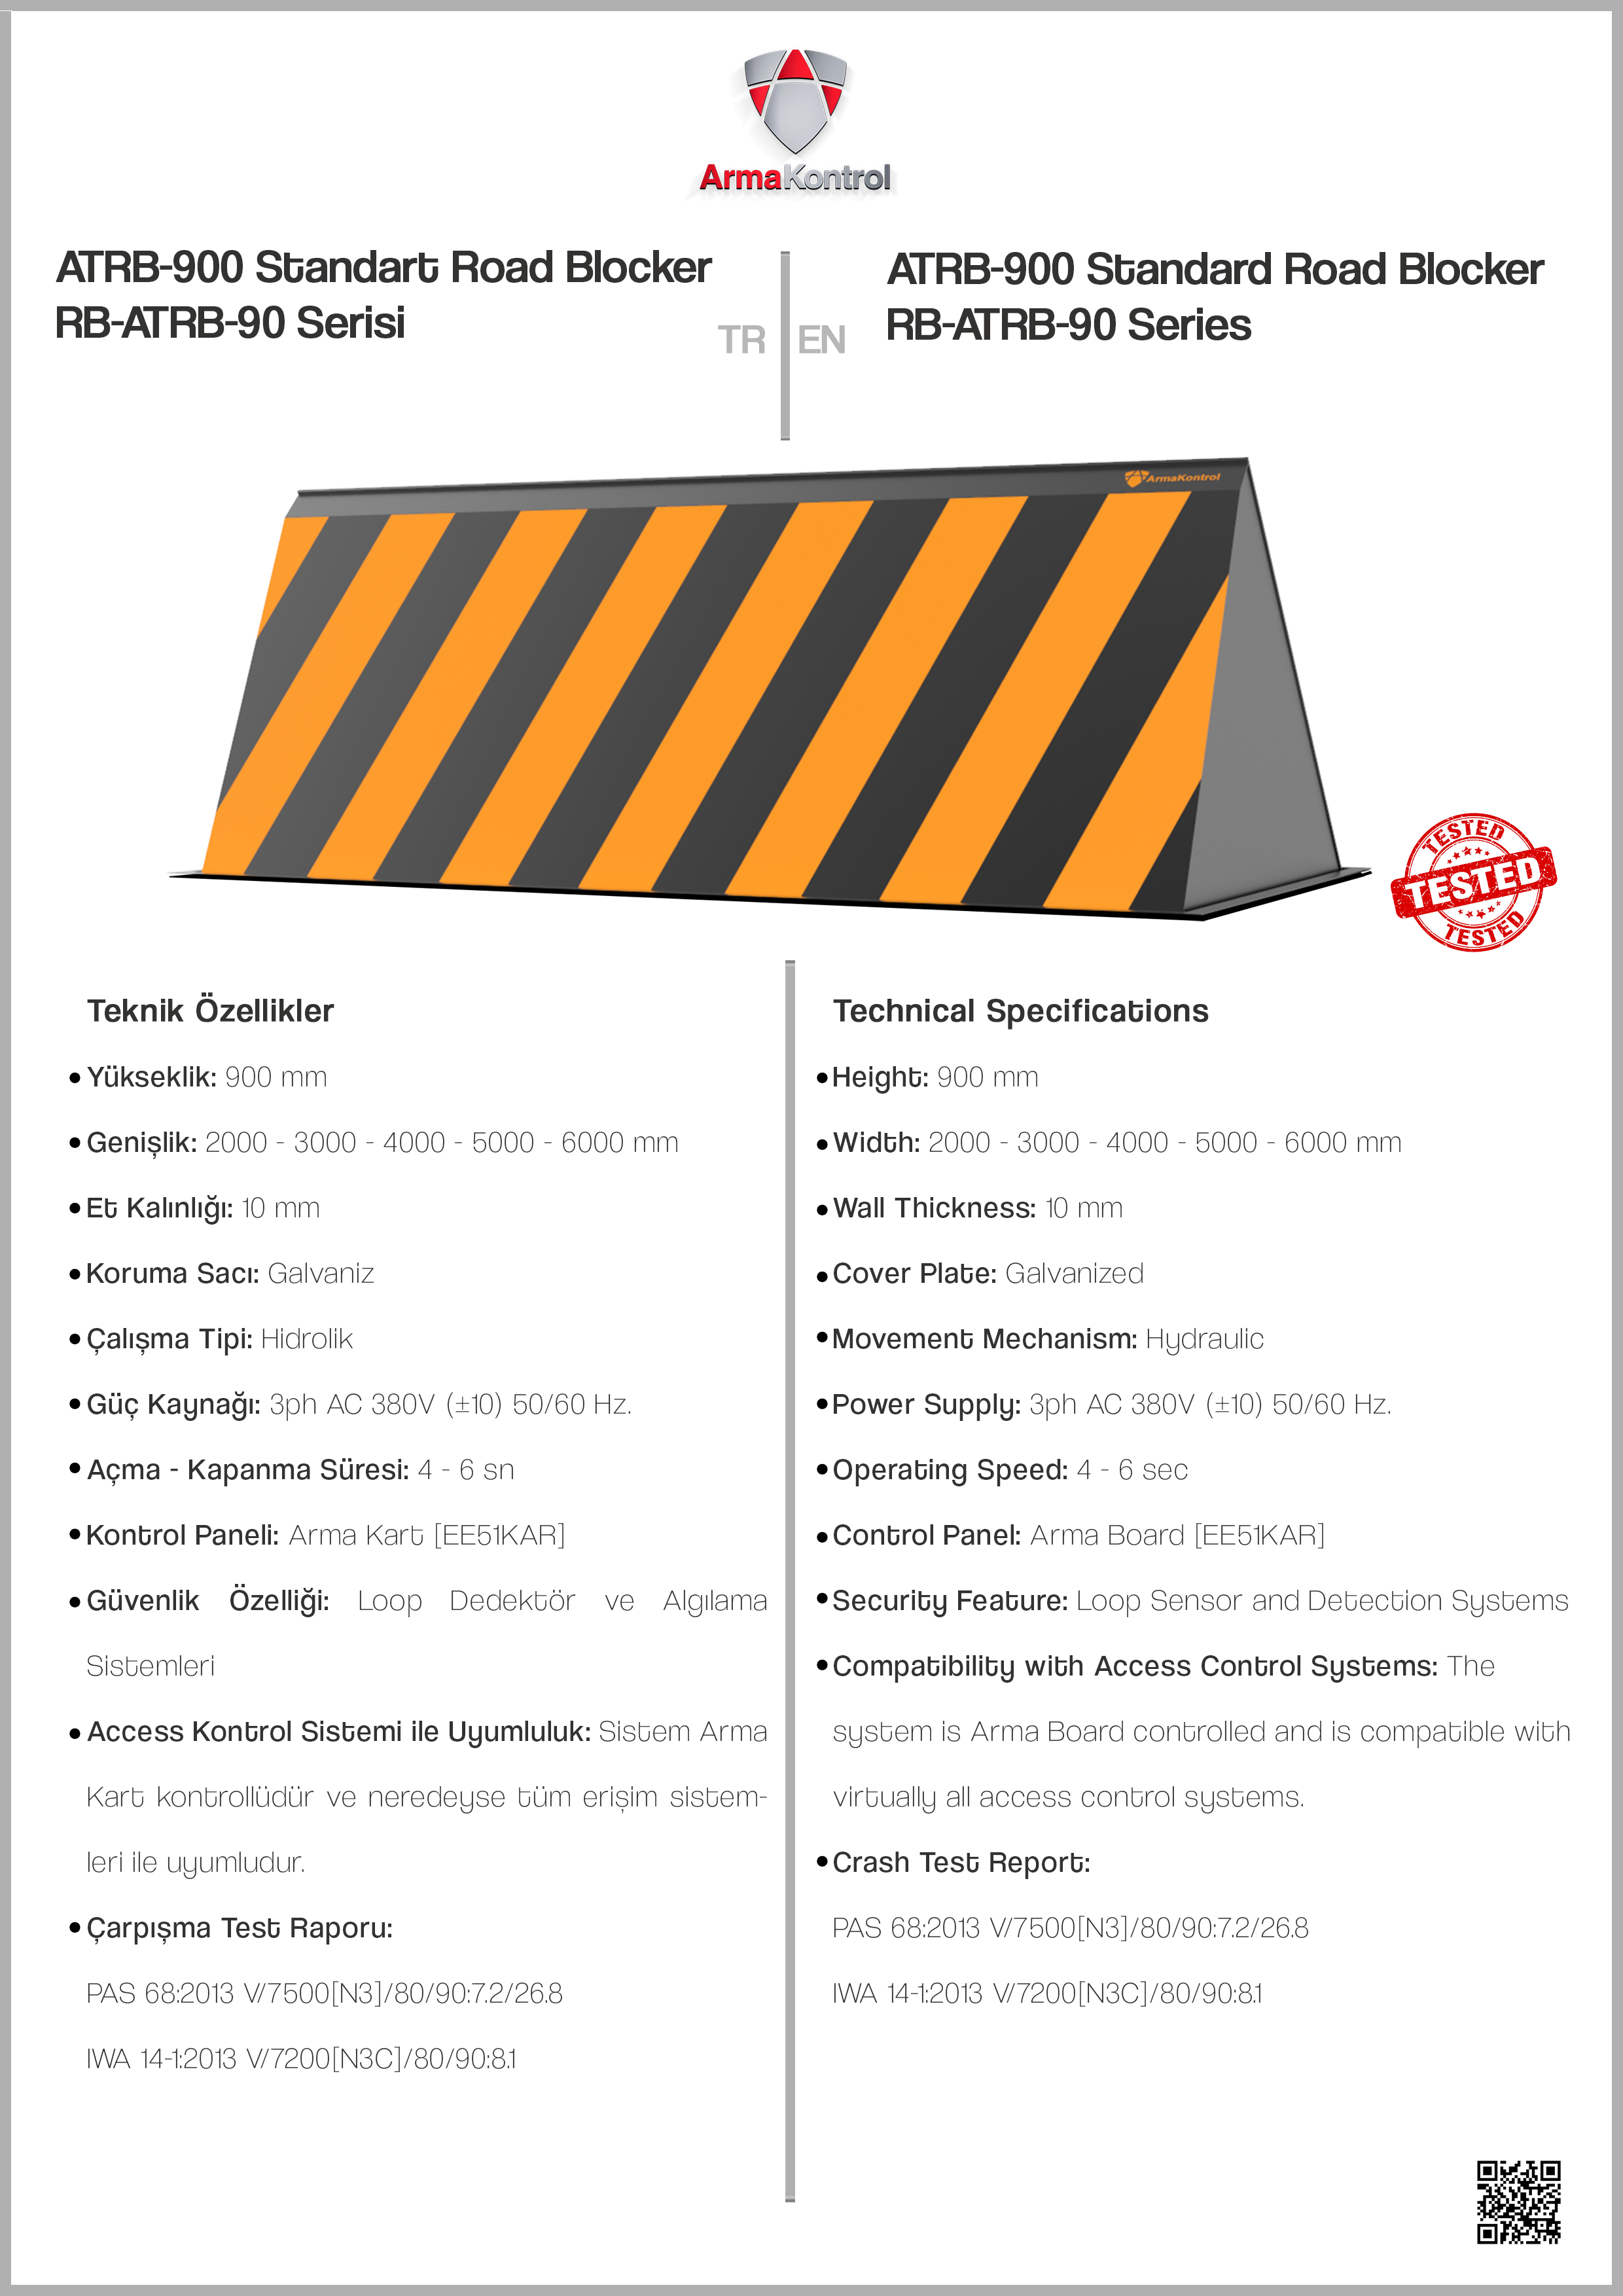 ArmaKontrol
ATRB-900 Standart Road Blocker
RB-ATRB-90 Serisi
TR
EN
ATRB-900 Standard Road Blocker
RB-ATRB-90 Series
ArmaKontrol
TESTED
TESTED
TESTED
Teknik Özellikler
•Yükseklik: 900 mm
•Genişlik: 2000 - 3000 - 4000 - 5000 - 6000 mm
•Et Kalınlığı: 10 mm
•Koruma Sacı: Galvaniz
•Çalışma Tipi: Hidrolik
•Güç Kaynağı: 3ph AC 380V (±10) 50/60 Hz.
•Açma - Kapanma Süresi: 4 - 6 sn
•Kontrol Paneli: Arma Kart [EE51KAR]
•Güvenlik Özelliği: Loop Dedektör ve Algılama
Sistemleri
•Access Kontrol Sistemi ile Uyumluluk: Sistem Arma
Kart kontrollüdür ve neredeyse tüm erişim sistem-
leri ile uyumludur.
•Çarpışma Test Raporu:
PAS 68:2013 V/7500[N3]/80/90:7.2/26.8
IWA 14-1:2013 V/7200[N3C]/80/90:8.1
Technical Specifications
•Height: 900 mm
•Width: 2000 - 3000 - 4000 - 5000 - 6000 mm
•Wall Thickness: 10 mm
•Cover Plate: Galvanized
•Movement Mechanism: Hydraulic
•Power Supply: 3ph AC 380V (±10) 50/60 Hz.
•Operating Speed: 4 - 6 sec
•Control Panel: Arma Board [EE51KAR]
•Security Feature: Loop Sensor and Detection Systems
•Compatibility with Access Control Systems: The
system is Arma Board controlled and is compatible with
virtually all access control systems.
•Crash Test Report:
PAS 68:2013 V/7500[N3]/80/90:7.2/26.8
IWA 14-1:2013 V/7200[N3C]/80/90:8.1